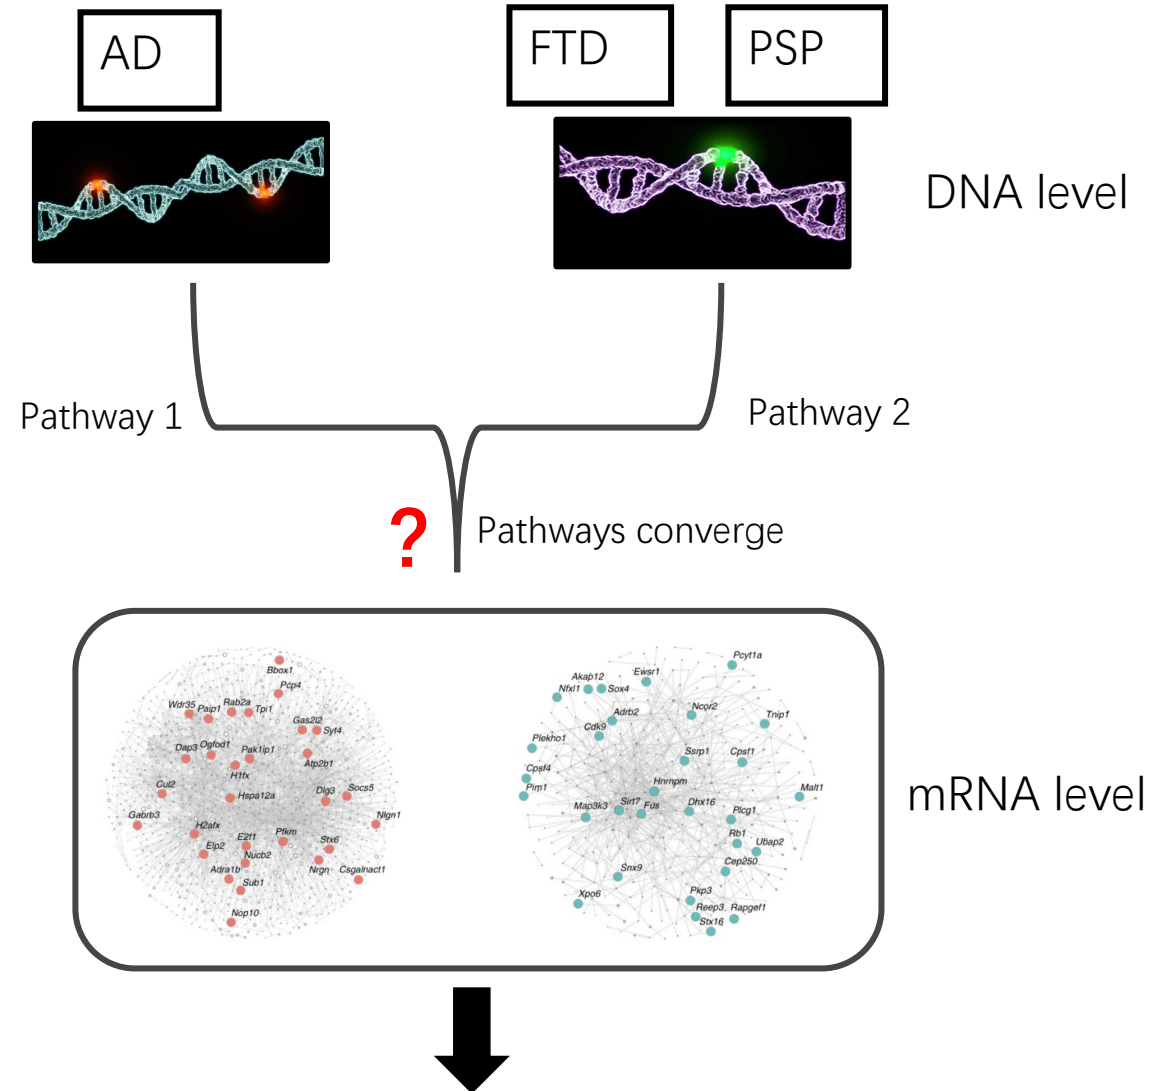 AD
FTD
PSP
DNA level
Pathway 1
Pathway 2
?
Pathways converge
mRNA level
Bbox1
Pcp4
Wdr35
Paip1
Rab2a
Tpi1
Gas2l2
Syt4
Dap3
Ogfod1
Pak1ip1
Atp2b1
H1fx
Cul2
Hspa12a
Dlg3
Socs5
Gabrb3
Nlgn1
H2afx
E2f1
Pfkm
Stx6
Elp2
Nucb2
Adra1b
Nrgn
Csgalnact1
Sub1
Nop10
Pcyt1a
Akap12
Ewsr1
Nfxl1
Sox4
Adrb2
Ncor2
Tnip1
Cdk9
Plekho1
Ssrp1
Cpsf1
Cpsf4
Pim1
Hnrnpm
Malt1
Map3k3
Sirt7
Fus
Dhx16
Plcg1
Rb1
Ubap2
Cep250
Snx9
Xpo6
Pkp3
Reep3
Rapgef1
Stx16